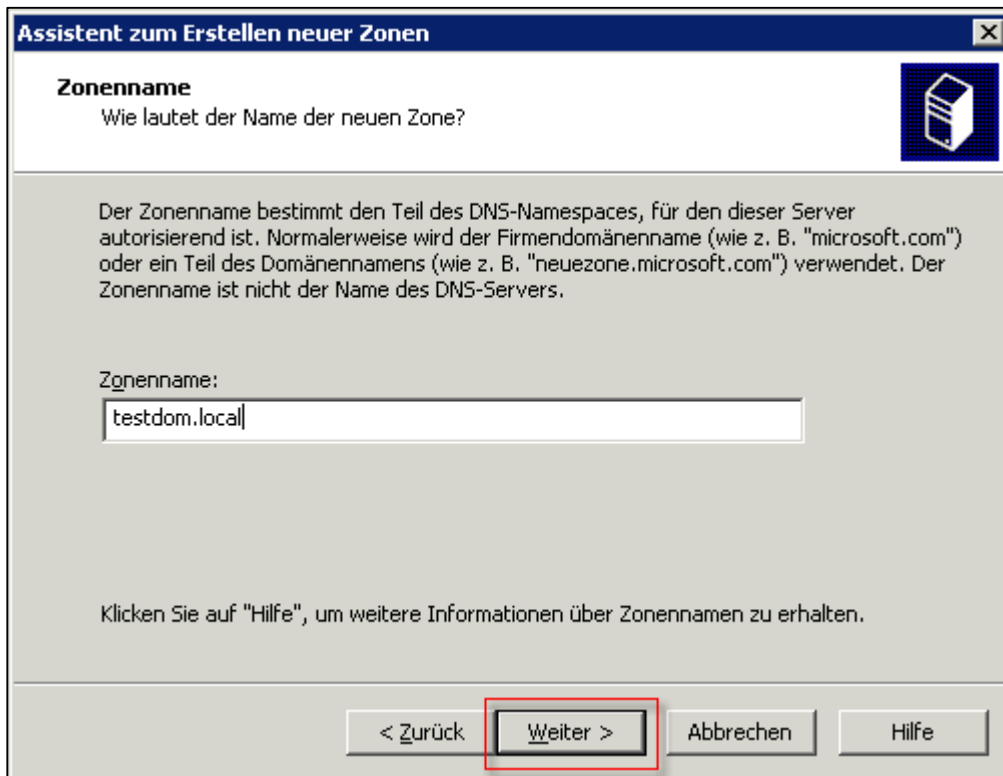 Assistent zum Erstellen neuer Zonen
Zonenname
Wie lautet der Name der neuen Zone?
Der Zonenname bestimmt den Teil des DNS-Namespaces, für den dieser Server
autorisierend ist. Normalerweise wird der Firmendomänenname (wie z. B. "microsoft.com")
oder ein Teil des Domänennamens (wie z. B. "neuezone.microsoft.com") verwendet. Der
Zonenname ist nicht der Name des DNS-Servers.
Zonenname:
testdom.local
Klicken Sie auf "Hilfe", um weitere Informationen über Zonennamen zu erhalten.
< Zurück Weiter > Abbrechen Hilfe